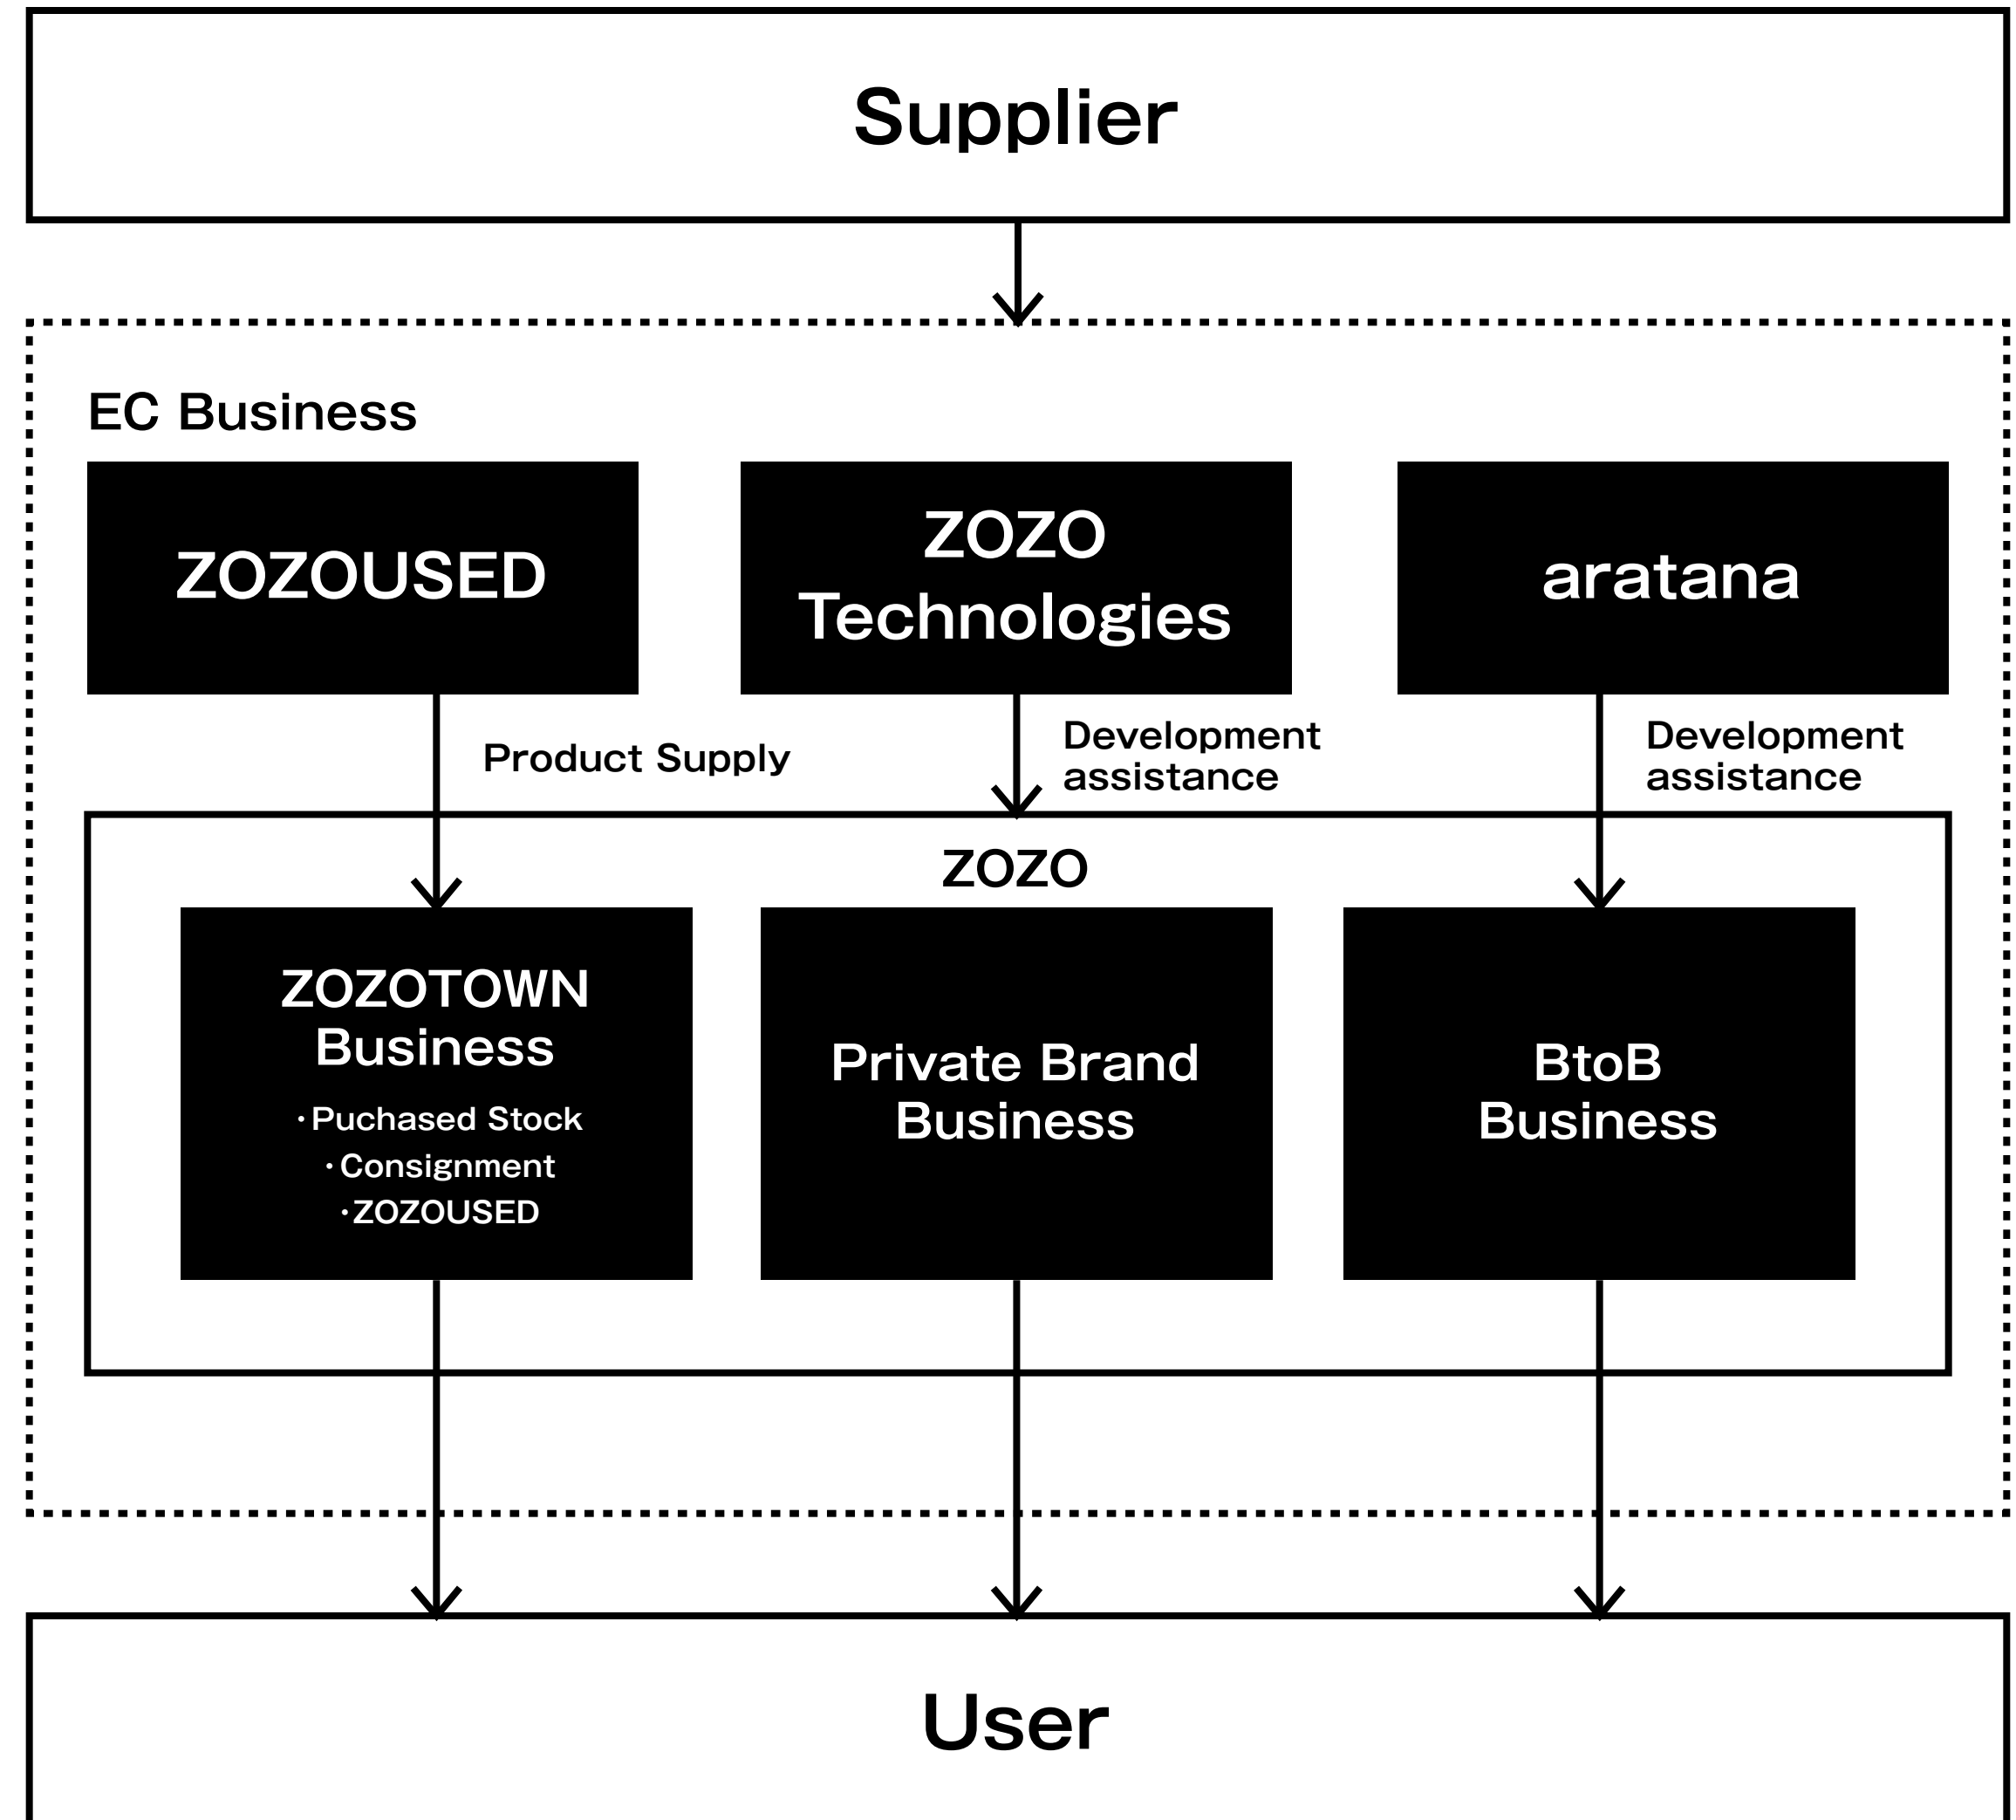 Supplier
EC Business
ZOZOUSED
ZOZO
Technologies
aratana
Product Supply
Development
assistance
Development
assistance
ZOZO
ZOZOTOWN
Business
・Puchased Stock
・Consignment
・ZOZOUSED
Private Brand
Business
BtoB
Business
User